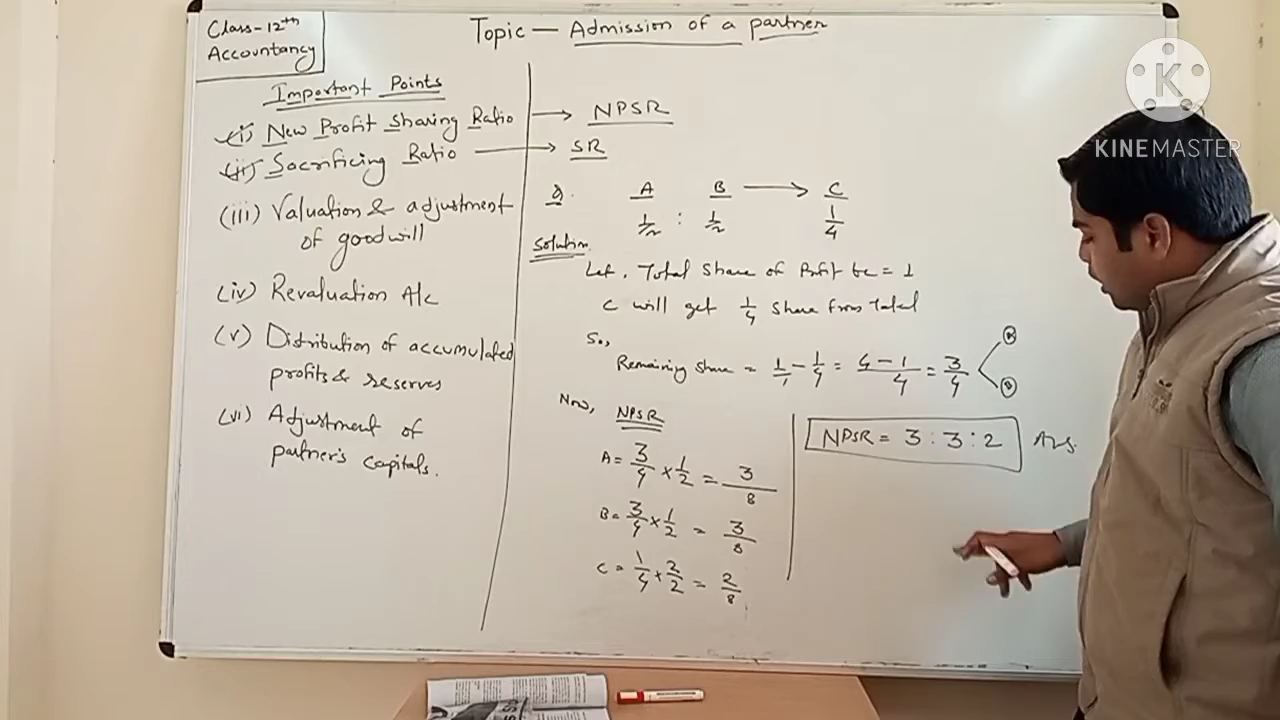 Class-12th
Accountancy
Topic — Admission of a partner
Important Points
(i) New Profit Sharing Ratio → NPSR
(ii) Sacrificing Ratio → SR
(iii) Valuation & adjustment
of goodwill
(iv) Revaluation A/c
(v) Distribution of accumulated
profits & reserves
(vi) Adjustment of
partner's capitals.
Q. A B → C
1/2 : 1/2 1/4
Solution
Let, Total share of Profit be = 1
C will get 1/4 share from Total
So,
Remaining share = 1/1 - 1/4 = 4-1/4 = 3/4
Now, NPSR
A = 3/4 × 1/2 = 3/8
B = 3/4 × 1/2 = 3/8
C = 1/4 × 2/2 = 2/8
NPSR = 3:3:2 Ans
K
KINEMASTER